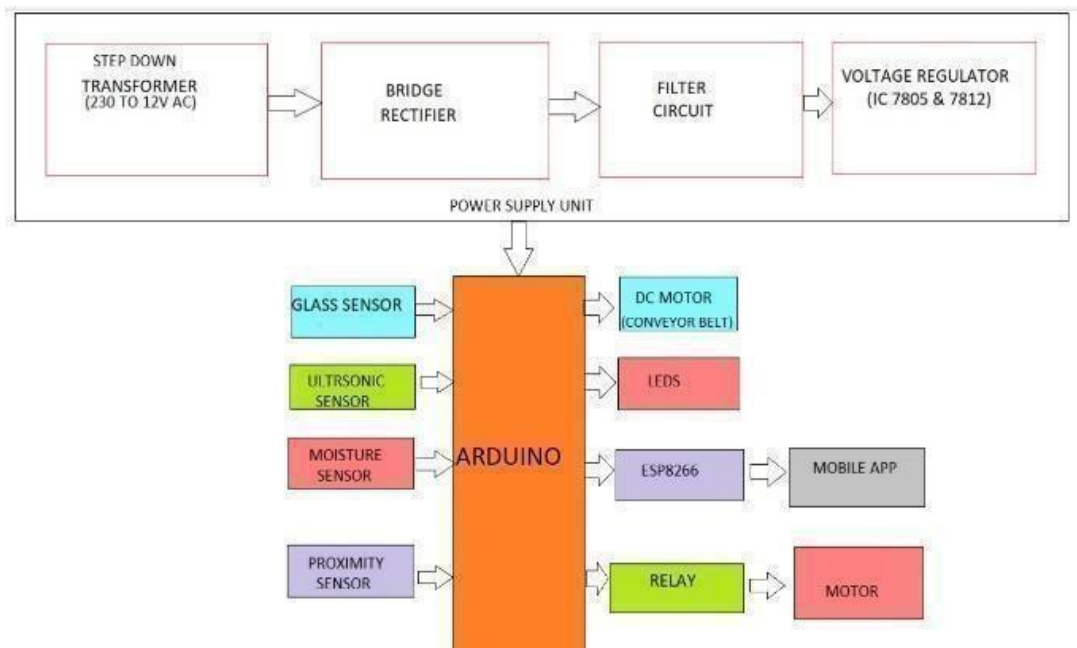 STEP DOWN
TRANSFORMER
(230 TO 12V AC)
BRIDGE
RECTIFIER
FILTER
CIRCUIT
VOLTAGE REGULATOR
(IC 7805 & 7812)
POWER SUPPLY UNIT
GLASS SENSOR
ULTRSONIC
SENSOR
MOISTURE
SENSOR
PROXIMITY
SENSOR
ARDUINO
DC MOTOR
(CONVEYOR BELT)
LEDS
ESP8266
MOBILE APP
RELAY
MOTOR